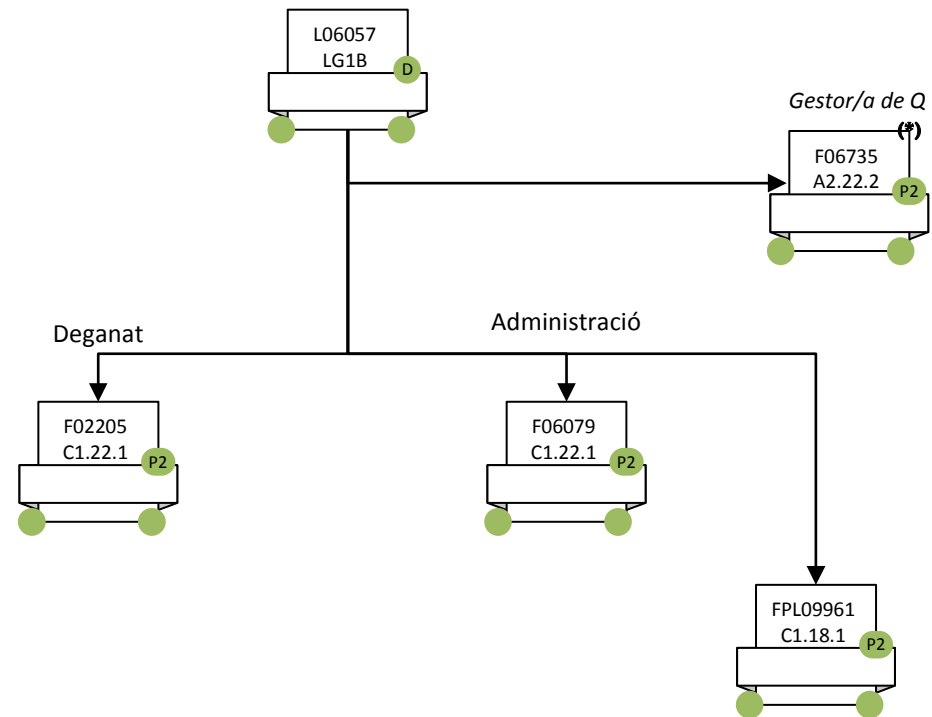 L06057
LG1B
D
Gestor/a de Q
(*)
F06735
A2.22.2
P2
Deganat
Administració
F02205
C1.22.1
P2
F06079
C1.22.1
P2
FPL09961
C1.18.1
P2